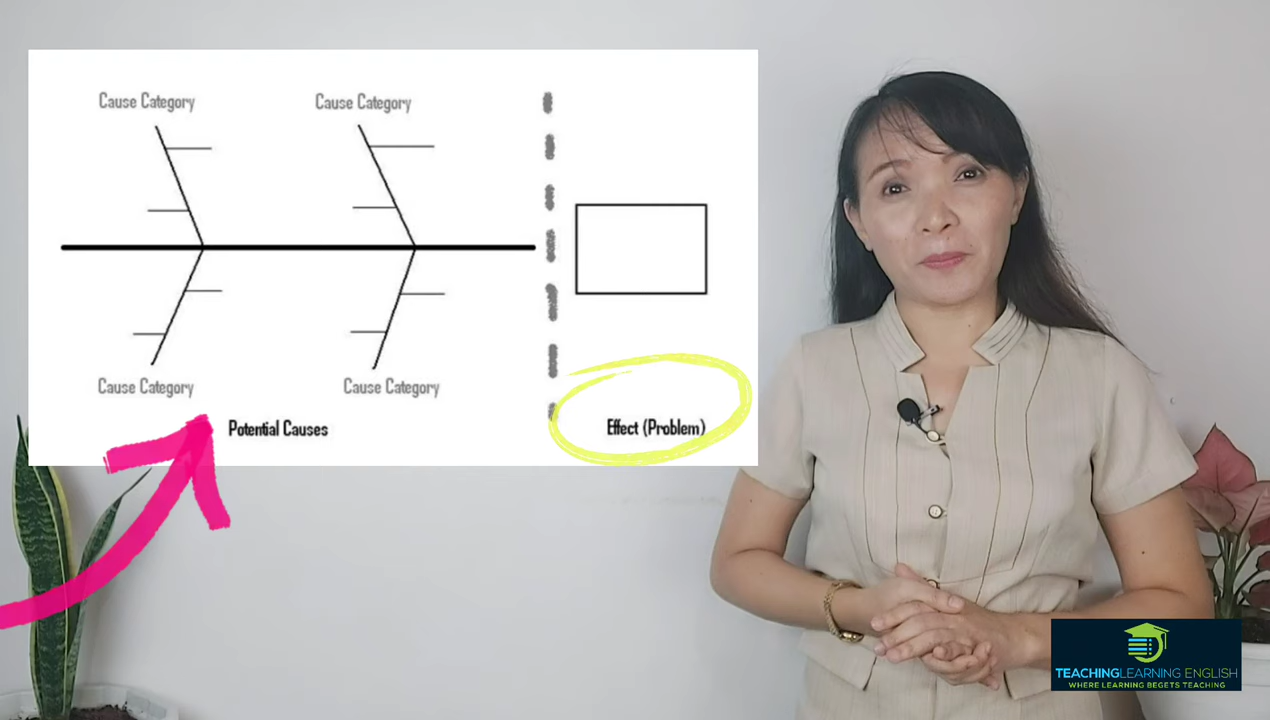 Cause Category
Cause Category
Cause Category
Cause Category
Potential Causes
Effect (Problem)
TEACHINGLEARNING ENGLISH
WHERE LEARNING BEGETS TEACHING